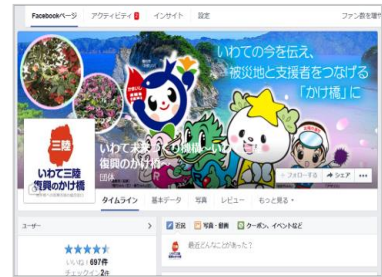 Facebookページ アクティビティ 2 インサイト 設定 ファン数を増や
いわての今を伝え、
被災地と支援者をつなげる
「かけ橋」に
三陸
いわて三陸
復興のかけ橋
いわて未来づくり機構~いわて
復興のかけ橋~
団体
フォローする シェア •••
タイムライン 基本データ 写真 レビュー もっと見る
ユーザー
近況 写真・動画 クーポン、イベントなど
最近どんなことがあった?
いいね!697件
チェックイン2件